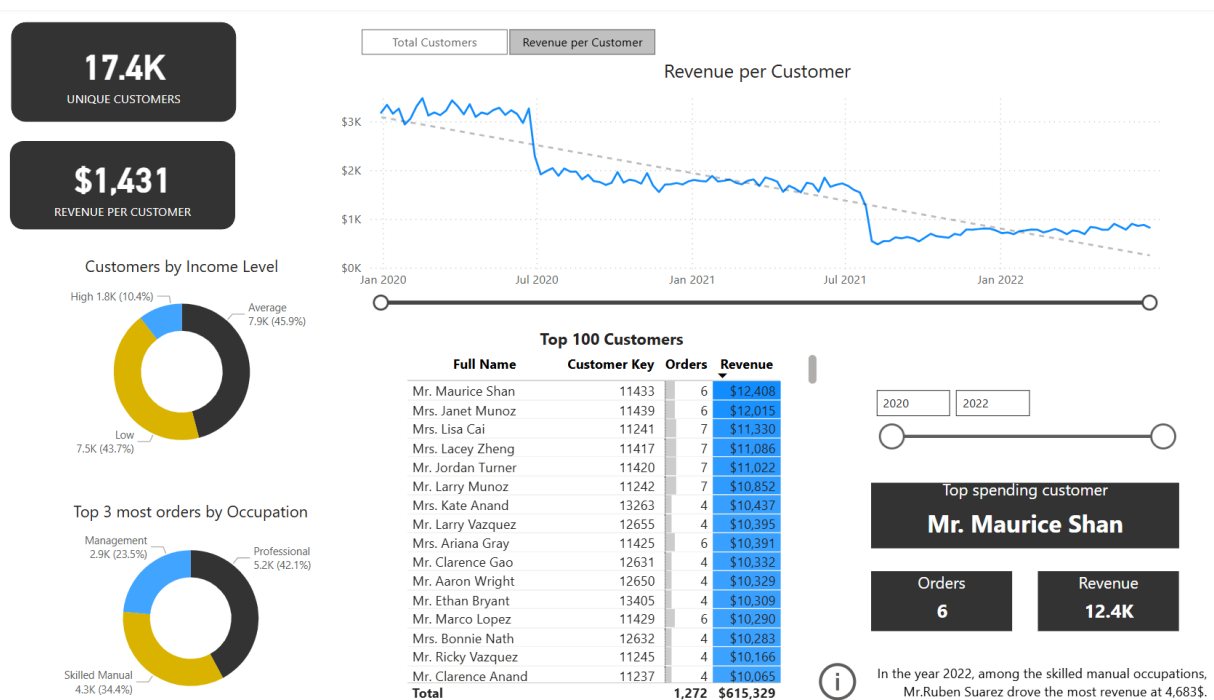 17.4K
UNIQUE CUSTOMERS
$1,431
REVENUE PER CUSTOMER
Total Customers
Revenue per Customer
Revenue per Customer
$3K
$2K
$1K
$0K
Jan 2020
Jul 2020
Jan 2021
Jul 2021
Jan 2022
Customers by Income Level
High 1.8K (10.4%)
Average
7.9K (45.9%)
Low
7.5K (43.7%)
Top 3 most orders by Occupation
Management
2.9K (23.5%)
Professional
5.2K (42.1%)
Skilled Manual
4.3K (34.4%)
Top 100 Customers
Full Name Customer Key Orders Revenue
Mr. Maurice Shan 11433 6 $12,408
Mrs. Janet Munoz 11439 6 $12,015
Mrs. Lisa Cai 11241 7 $11,330
Mrs. Lacey Zheng 11417 7 $11,086
Mr. Jordan Turner 11420 7 $11,022
Mr. Larry Munoz 11242 7 $10,852
Mrs. Kate Anand 13263 4 $10,437
Mr. Larry Vazquez 12655 4 $10,395
Mrs. Ariana Gray 11425 6 $10,391
Mr. Clarence Gao 12631 4 $10,332
Mr. Aaron Wright 12650 4 $10,329
Mr. Ethan Bryant 13405 4 $10,309
Mr. Marco Lopez 11429 6 $10,290
Mrs. Bonnie Nath 12632 4 $10,283
Mr. Ricky Vazquez 11245 4 $10,166
Mr. Clarence Anand 11237 4 $10,065
Total 1,272 $615,329
2020
2022
Top spending customer
Mr. Maurice Shan
Orders
6
Revenue
12.4K
i
In the year 2022, among the skilled manual occupations,
Mr.Ruben Suarez drove the most revenue at 4,683$.